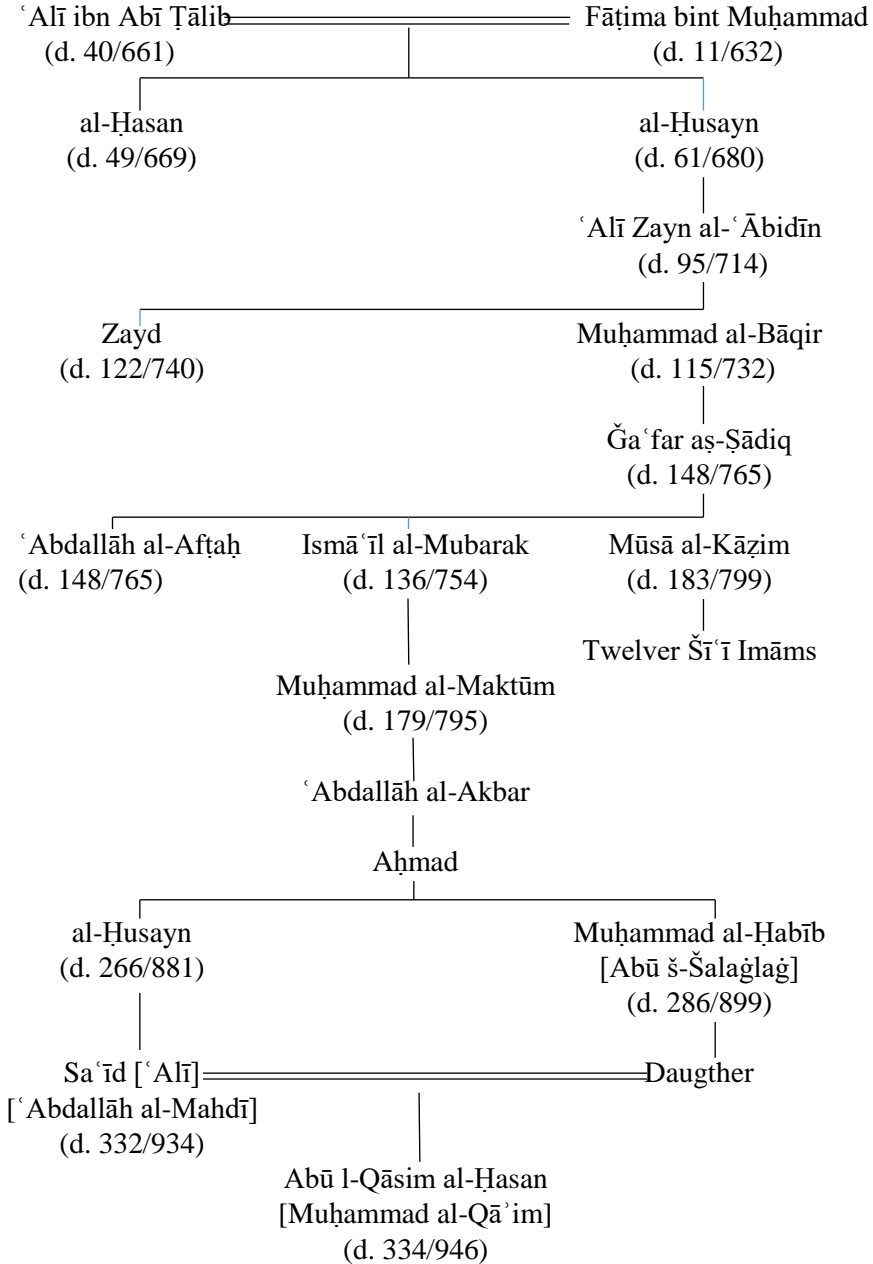 ʿAlī ibn Abī Ṭālib
(d. 40/661)
Fāṭima bint Muḥammad
(d. 11/632)
al-Ḥasan
(d. 49/669)
al-Ḥusayn
(d. 61/680)
ʿAlī Zayn al-ʿĀbidīn
(d. 95/714)
Zayd
(d. 122/740)
Muḥammad al-Bāqir
(d. 115/732)
Ǧaʿfar aṣ-Ṣādiq
(d. 148/765)
ʿAbdallāh al-Afṭaḥ
(d. 148/765)
Ismāʿīl al-Mubarak
(d. 136/754)
Mūsā al-Kāẓim
(d. 183/799)
Twelver Šīʿī Imāms
Muḥammad al-Maktūm
(d. 179/795)
ʿAbdallāh al-Akbar
Aḥmad
al-Ḥusayn
(d. 266/881)
Muḥammad al-Ḥabīb
[Abū š-Šalaġlaġ]
(d. 286/899)
Saʿīd [ʿAlī]
[ʿAbdallāh al-Mahdī]
(d. 332/934)
Daugther
Abū l-Qāsim al-Ḥasan
[Muḥammad al-Qāʾim]
(d. 334/946)